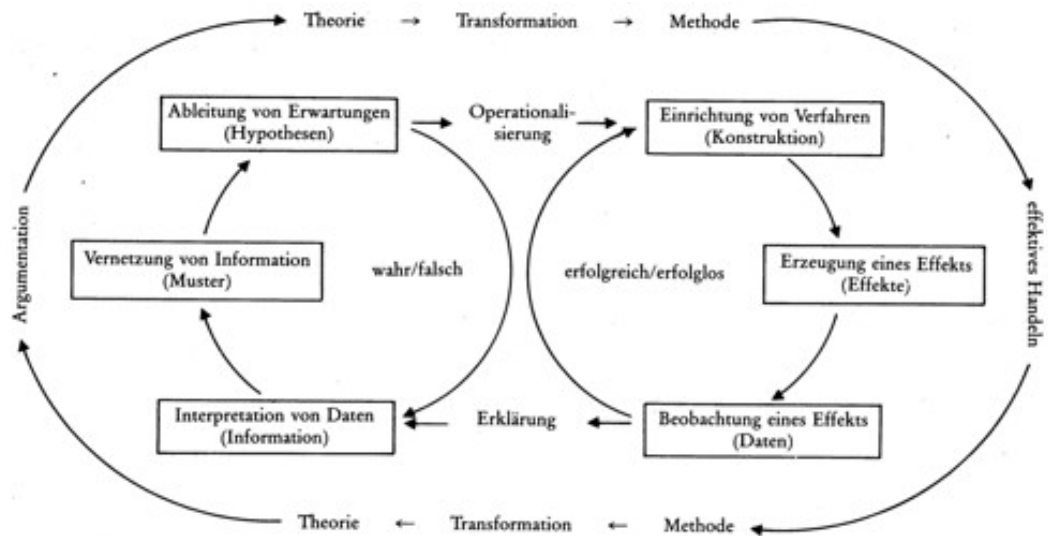 Theorie → Transformation → Methode
Ableitung von Erwartungen
(Hypothesen)
Operationali-
sierung
Einrichtung von Verfahren
(Konstruktion)
Argumentation
Vernetzung von Information
(Muster)
wahr/falsch
erfolgreich/erfolglos
Erzeugung eines Effekts
(Effekte)
effektives Handeln
Interpretation von Daten
(Information)
Erklärung
Beobachtung eines Effekts
(Daten)
Theorie ← Transformation ← Methode